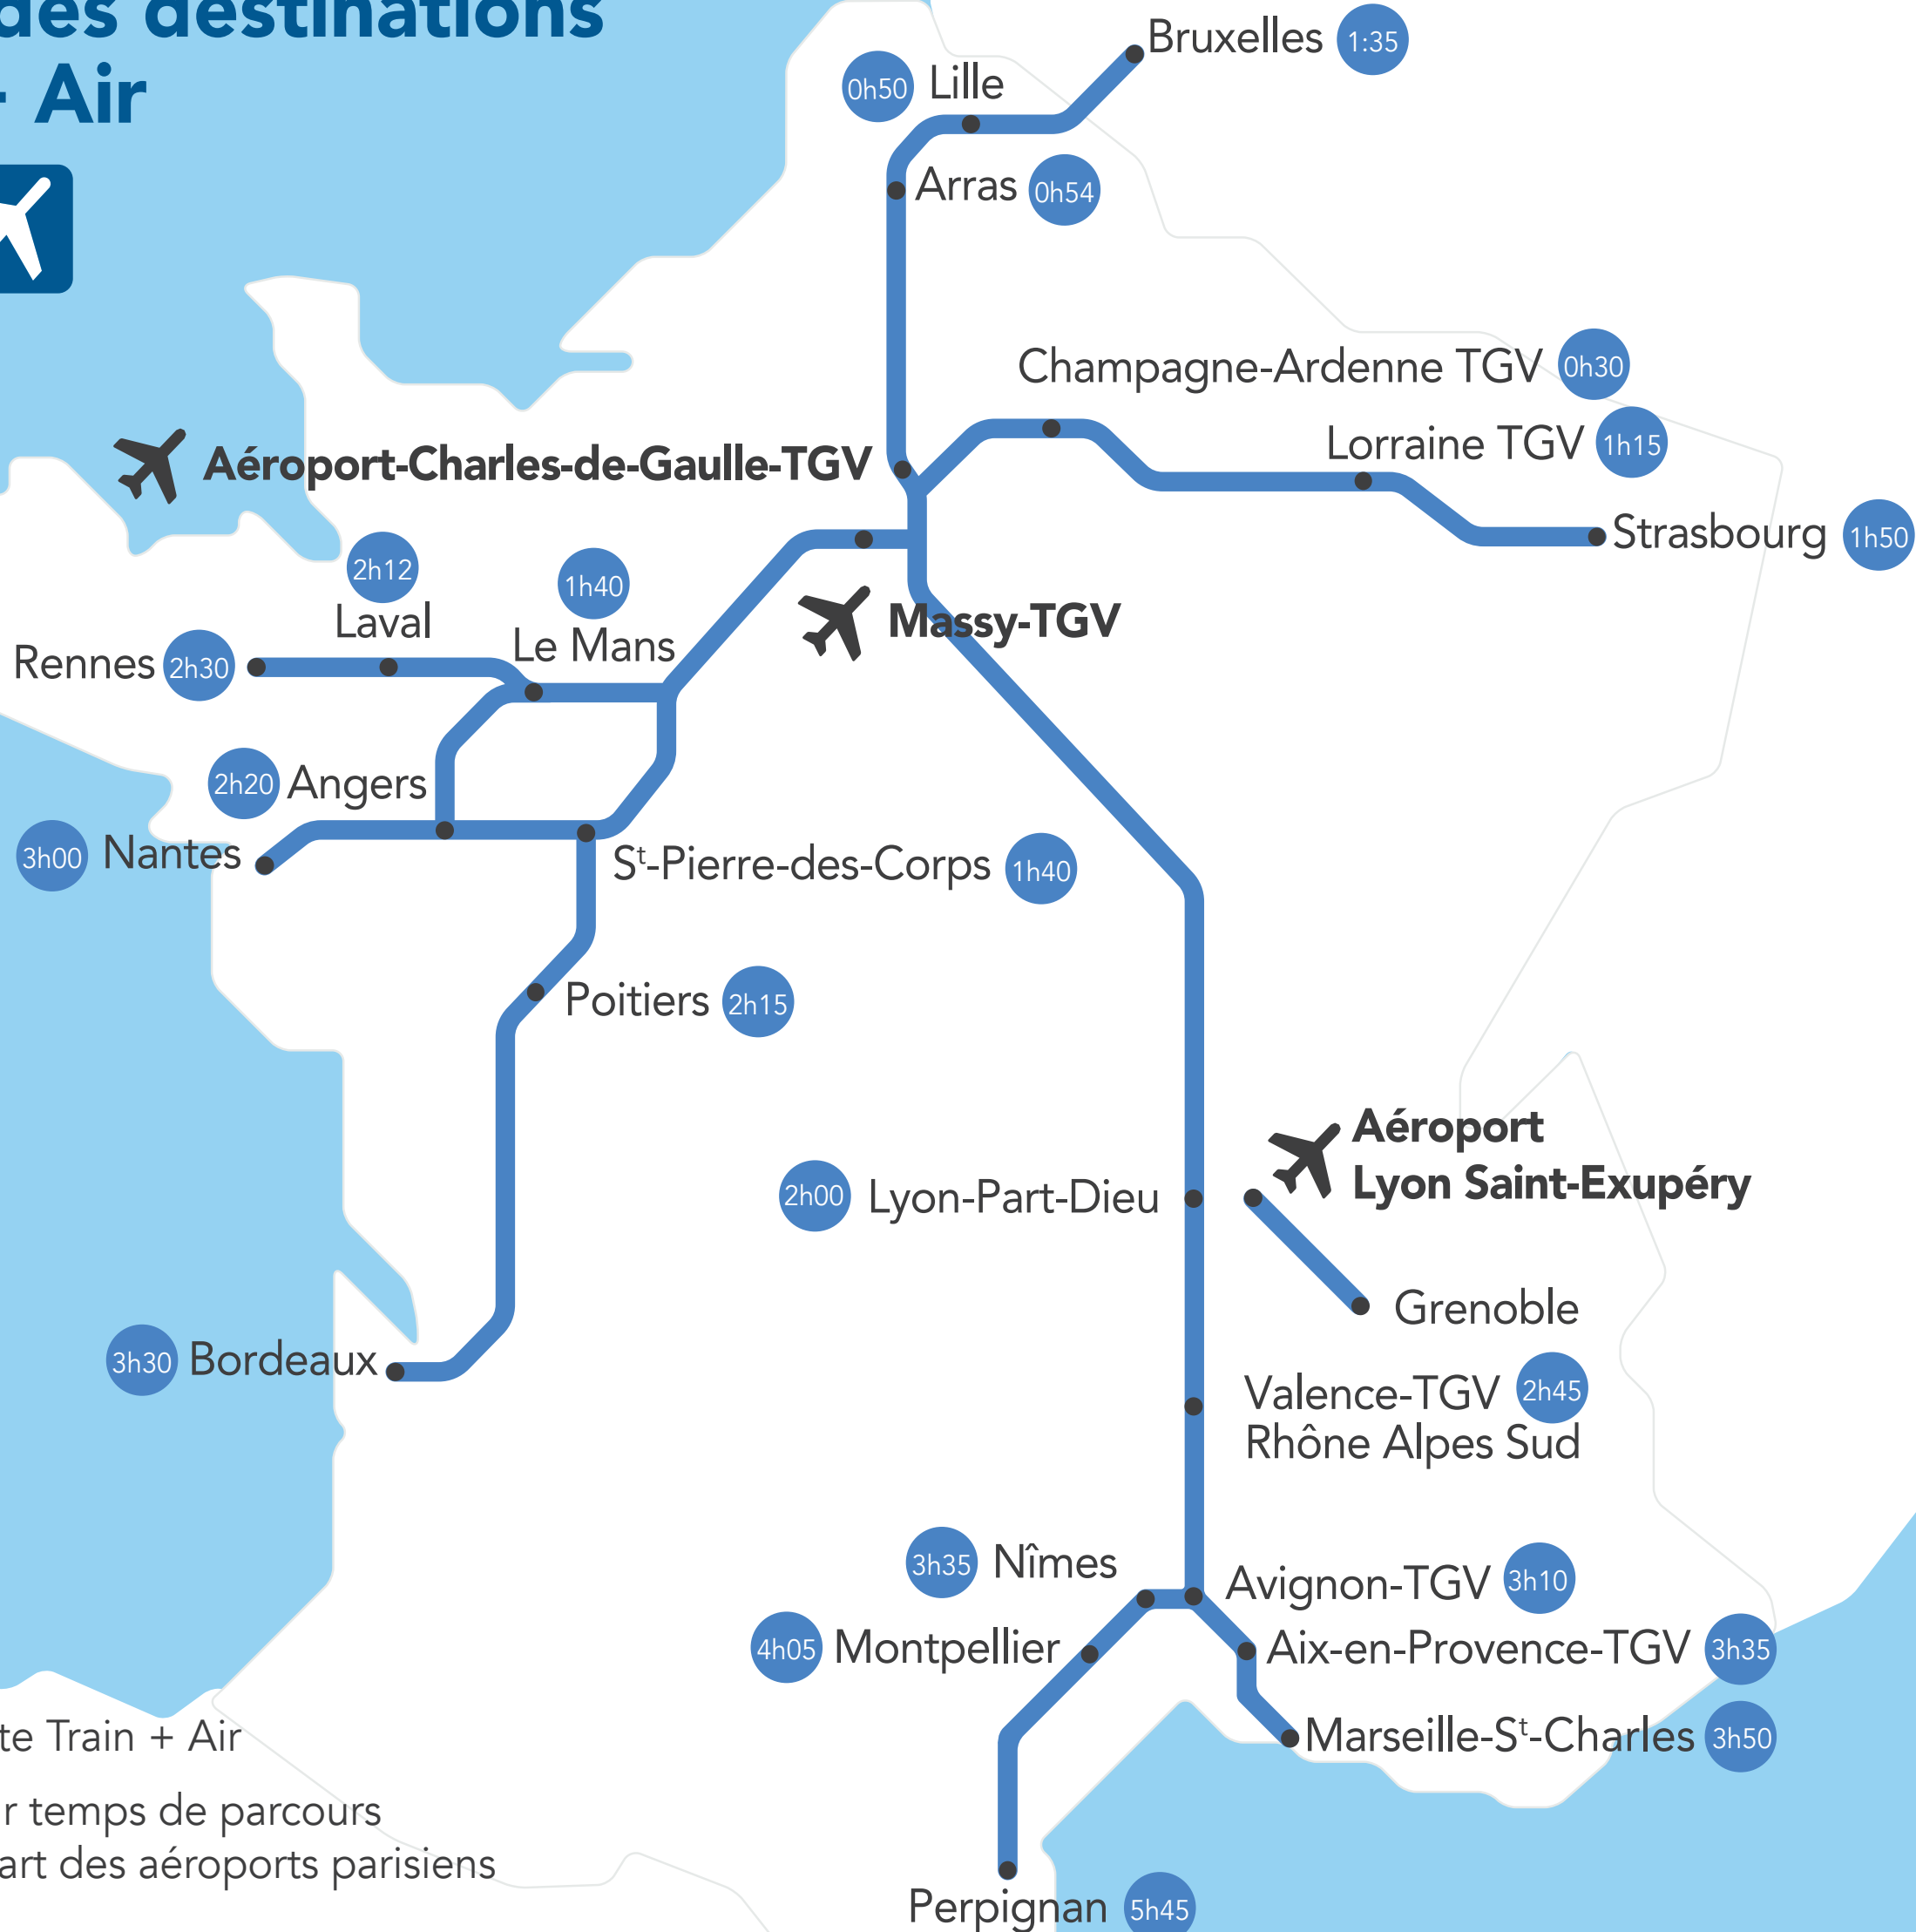 des destinations
+ Air
Bruxelles 1:35
0h50 Lille
Arras 0h54
Champagne-Ardenne TGV 0h30
Lorraine TGV 1h15
Aéroport-Charles-de-Gaulle-TGV
Strasbourg 1h50
2h12
Laval
1h40
Le Mans
Massy-TGV
Rennes 2h30
2h20 Angers
3h00 Nantes
St-Pierre-des-Corps 1h40
Poitiers 2h15
Aéroport
Lyon Saint-Exupéry
2h00 Lyon-Part-Dieu
Grenoble
3h30 Bordeaux
Valence-TGV 2h45
Rhône Alpes Sud
3h35 Nîmes
Avignon-TGV 3h10
4h05 Montpellier
Aix-en-Provence-TGV 3h35
Marseille-St-Charles 3h50
te Train + Air
r temps de parcours
art des aéroports parisiens
Perpignan 5h45